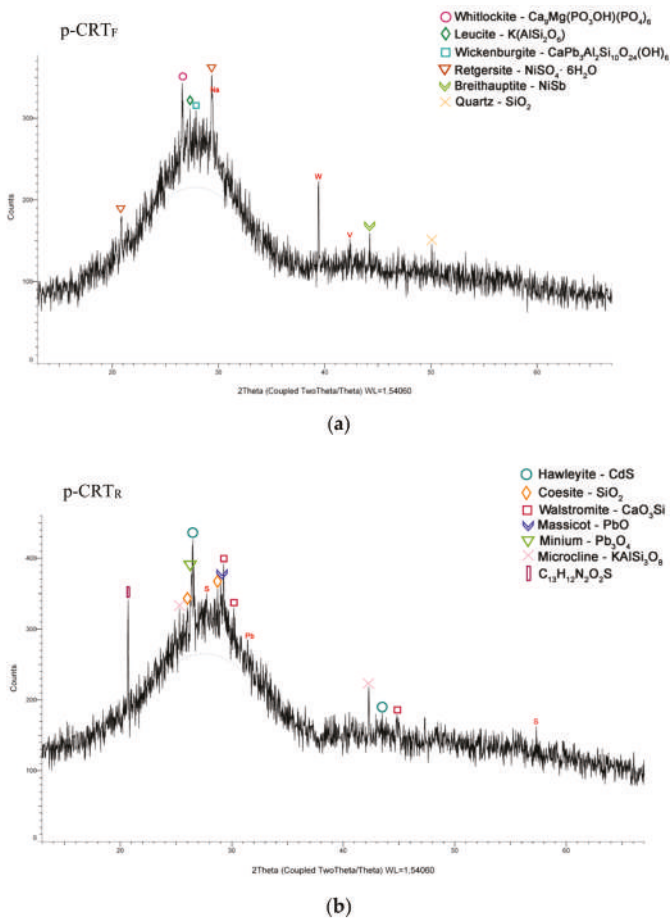 p-CRT_F
Whitlockite - Ca₉Mg(PO₃OH)(PO₄)₆
Leucite - K(AlSi₂O₆)
Wickenburgite - CaPb₃Al₂Si₁₀O₂₄(OH)₆
Retgersite - NiSO₄· 6H₂O
Breithauptite - NiSb
Quartz - SiO₂
Na
300
W
200
V
100
0
Counts
20 30 40 50 60
2Theta (Coupled TwoTheta/Theta) WL=1.54060
(a)
p-CRT_R
Hawleyite - CdS
Coesite - SiO₂
Walstromite - CaO₃Si
Massicot - PbO
Minium - Pb₃O₄
Microcline - KAlSi₃O₈
C₁₃H₁₂N₂O₂S
400
S
Pb
300
200
S
100
0
Counts
20 30 40 50 60
2Theta (Coupled TwoTheta/Theta) WL=1,54060
(b)